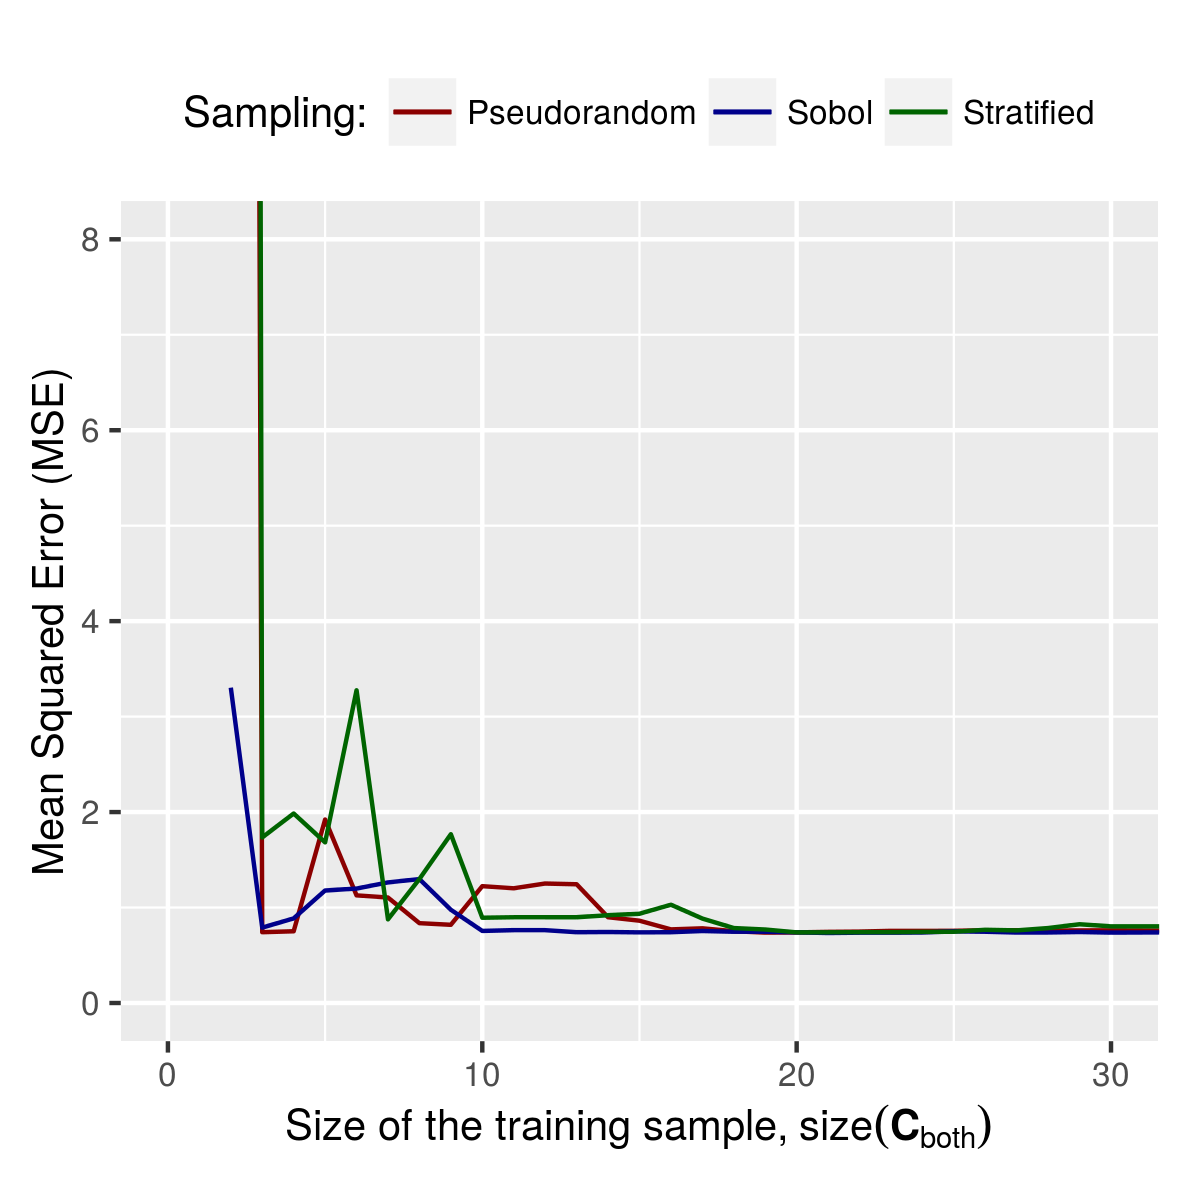 Sampling: Pseudorandom Sobol Stratified
8
6
4
2
0
Mean Squared Error (MSE)
0 10 20 30
Size of the training sample, size(C_both)